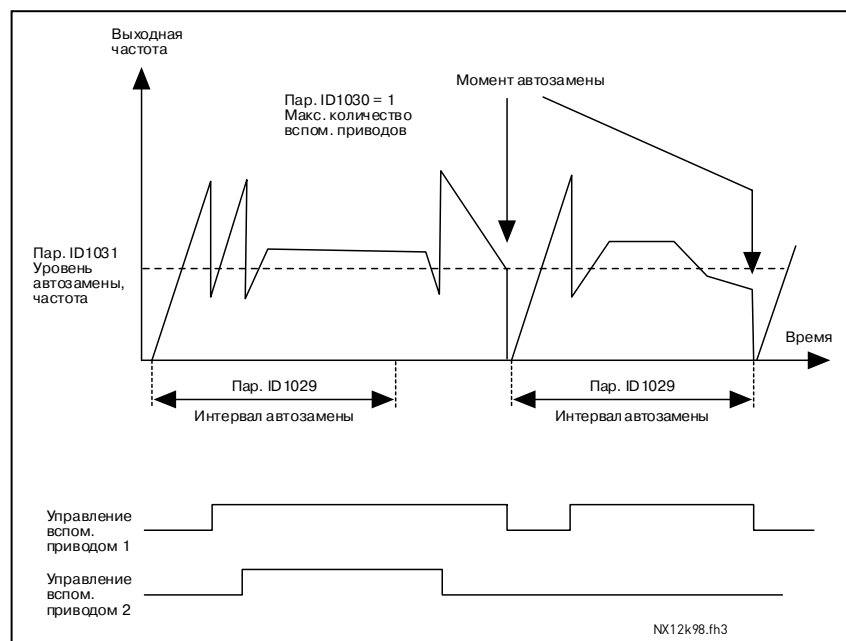 Выходная
частота
Момент автозамены
Пар. ID1030 = 1
Макс. количество
вспом. приводов
Пар. ID1031
Уровень
автозамены,
частота
Время
Пар. ID1029
Пар. ID1029
Интервал автозамены
Интервал автозамены
Управление
вспом.
приводом 1
Управление
вспом.
приводом 2
NX12k98.fh3